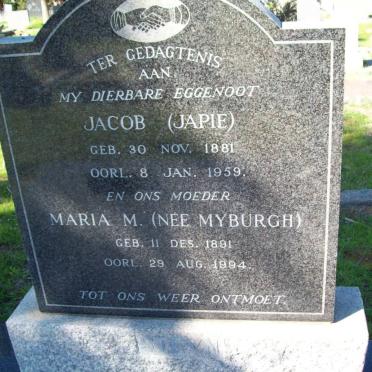 TER GEDAGTENIS
AAN
MY DIERBARE EGGENOOT
JACOB (JAPIE)
GEB. 30 NOV. 1881
OORL. 8 JAN. 1959.
EN ONS MOEDER
MARIA M. (NEE MYBURGH)
GEB. 11 DES. 1891
OORL. 29 AUG. 1994.
TOT ONS WEER ONTMOET.